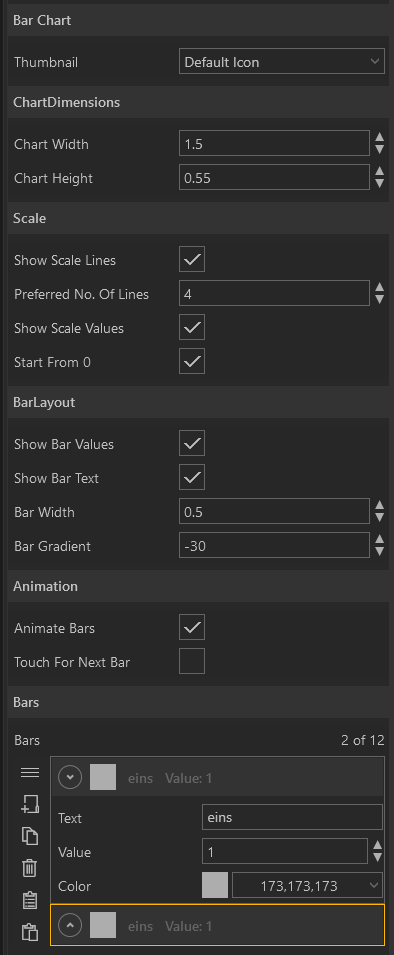 Bar Chart
Thumbnail Default Icon
ChartDimensions
Chart Width 1.5
Chart Height 0.55
Scale
Show Scale Lines
Preferred No. Of Lines 4
Show Scale Values
Start From 0
BarLayout
Show Bar Values
Show Bar Text
Bar Width 0.5
Bar Gradient -30
Animation
Animate Bars
Touch For Next Bar
Bars
Bars 2 of 12
eins Value: 1
Text eins
Value 1
Color 173,173,173
eins Value: 1